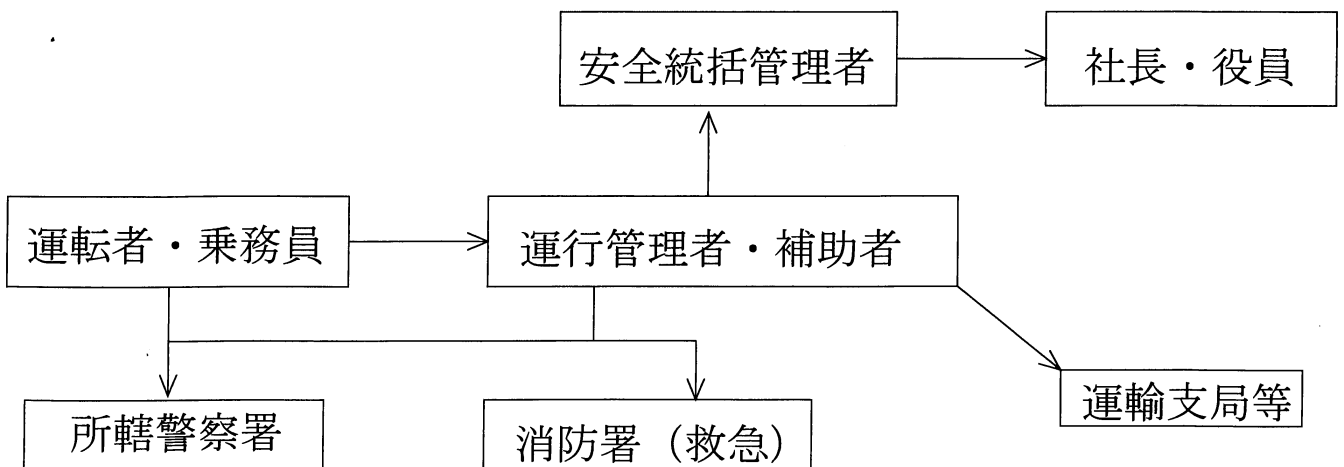 安全統括管理者
社長・役員
運転者・乗務員
運行管理者・補助者
運輸支局等
所轄警察署
消防署（救急）